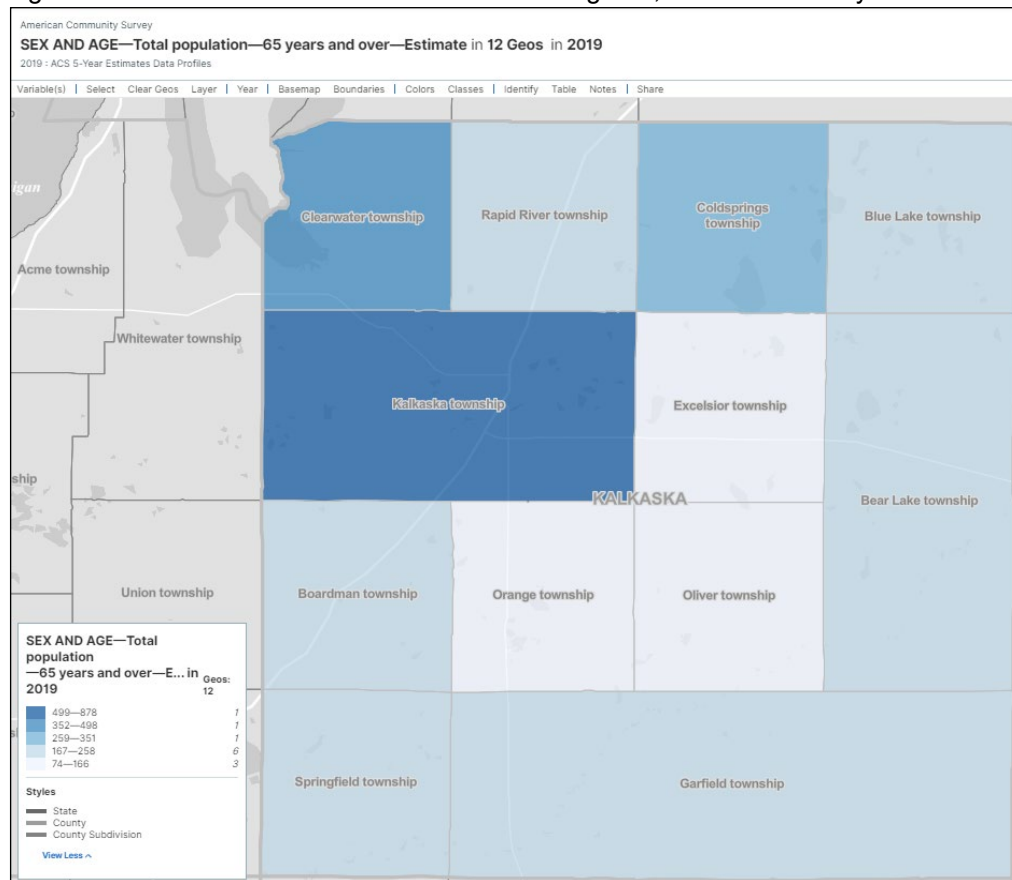 American Community Survey
SEX AND AGE—Total population—65 years and over—Estimate in 12 Geos in 2019
2019 : ACS 5-Year Estimates Data Profiles
Variable(s) | Select Clear Geos Layer | Year | Basemap Boundaries | Colors Classes | Identify Table Notes | Share
igan
Clearwater township
Rapid River township
Coldsprings
township
Blue Lake township
Acme township
Whitewater township
Kalkaska township
Excelsior township
ship
KALKASKA
Bear Lake township
Union township
Boardman township
Orange township
Oliver township
SEX AND AGE—Total
population
—65 years and over—E... in
2019
Geos:
12
499—878 1
352—498 1
259—351 1
167—258 6
74—166 3
Styles
State
County
County Subdivision
View Less
Springfield township
Garfield township